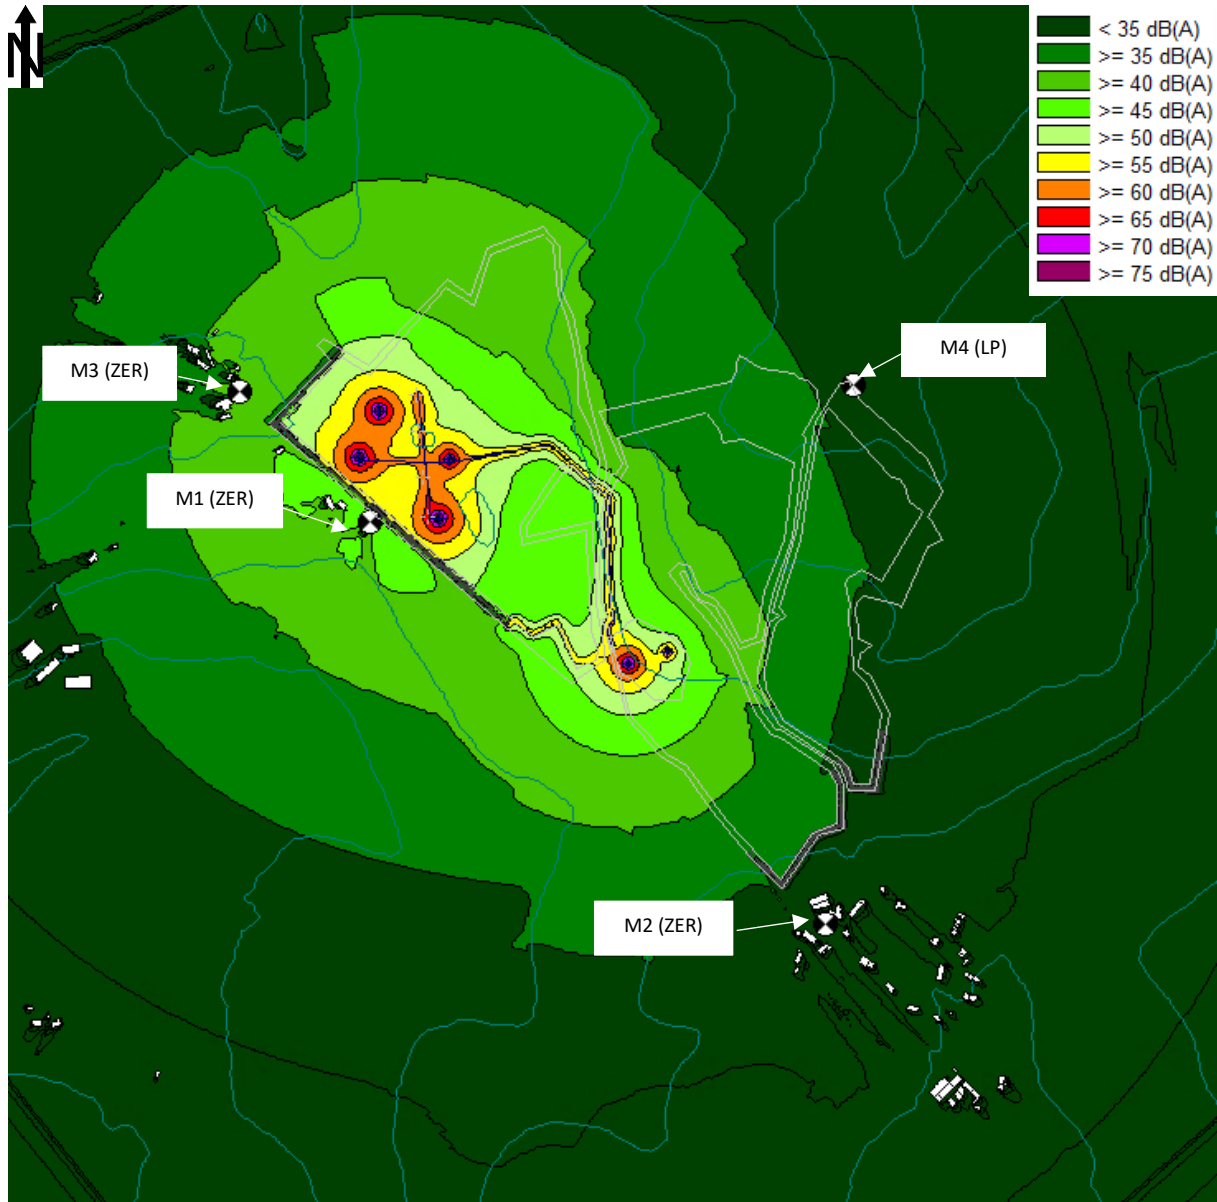 N
< 35 dB(A)
>= 35 dB(A)
>= 40 dB(A)
>= 45 dB(A)
>= 50 dB(A)
>= 55 dB(A)
>= 60 dB(A)
>= 65 dB(A)
>= 70 dB(A)
>= 75 dB(A)
M3 (ZER)
M4 (LP)
M1 (ZER)
M2 (ZER)